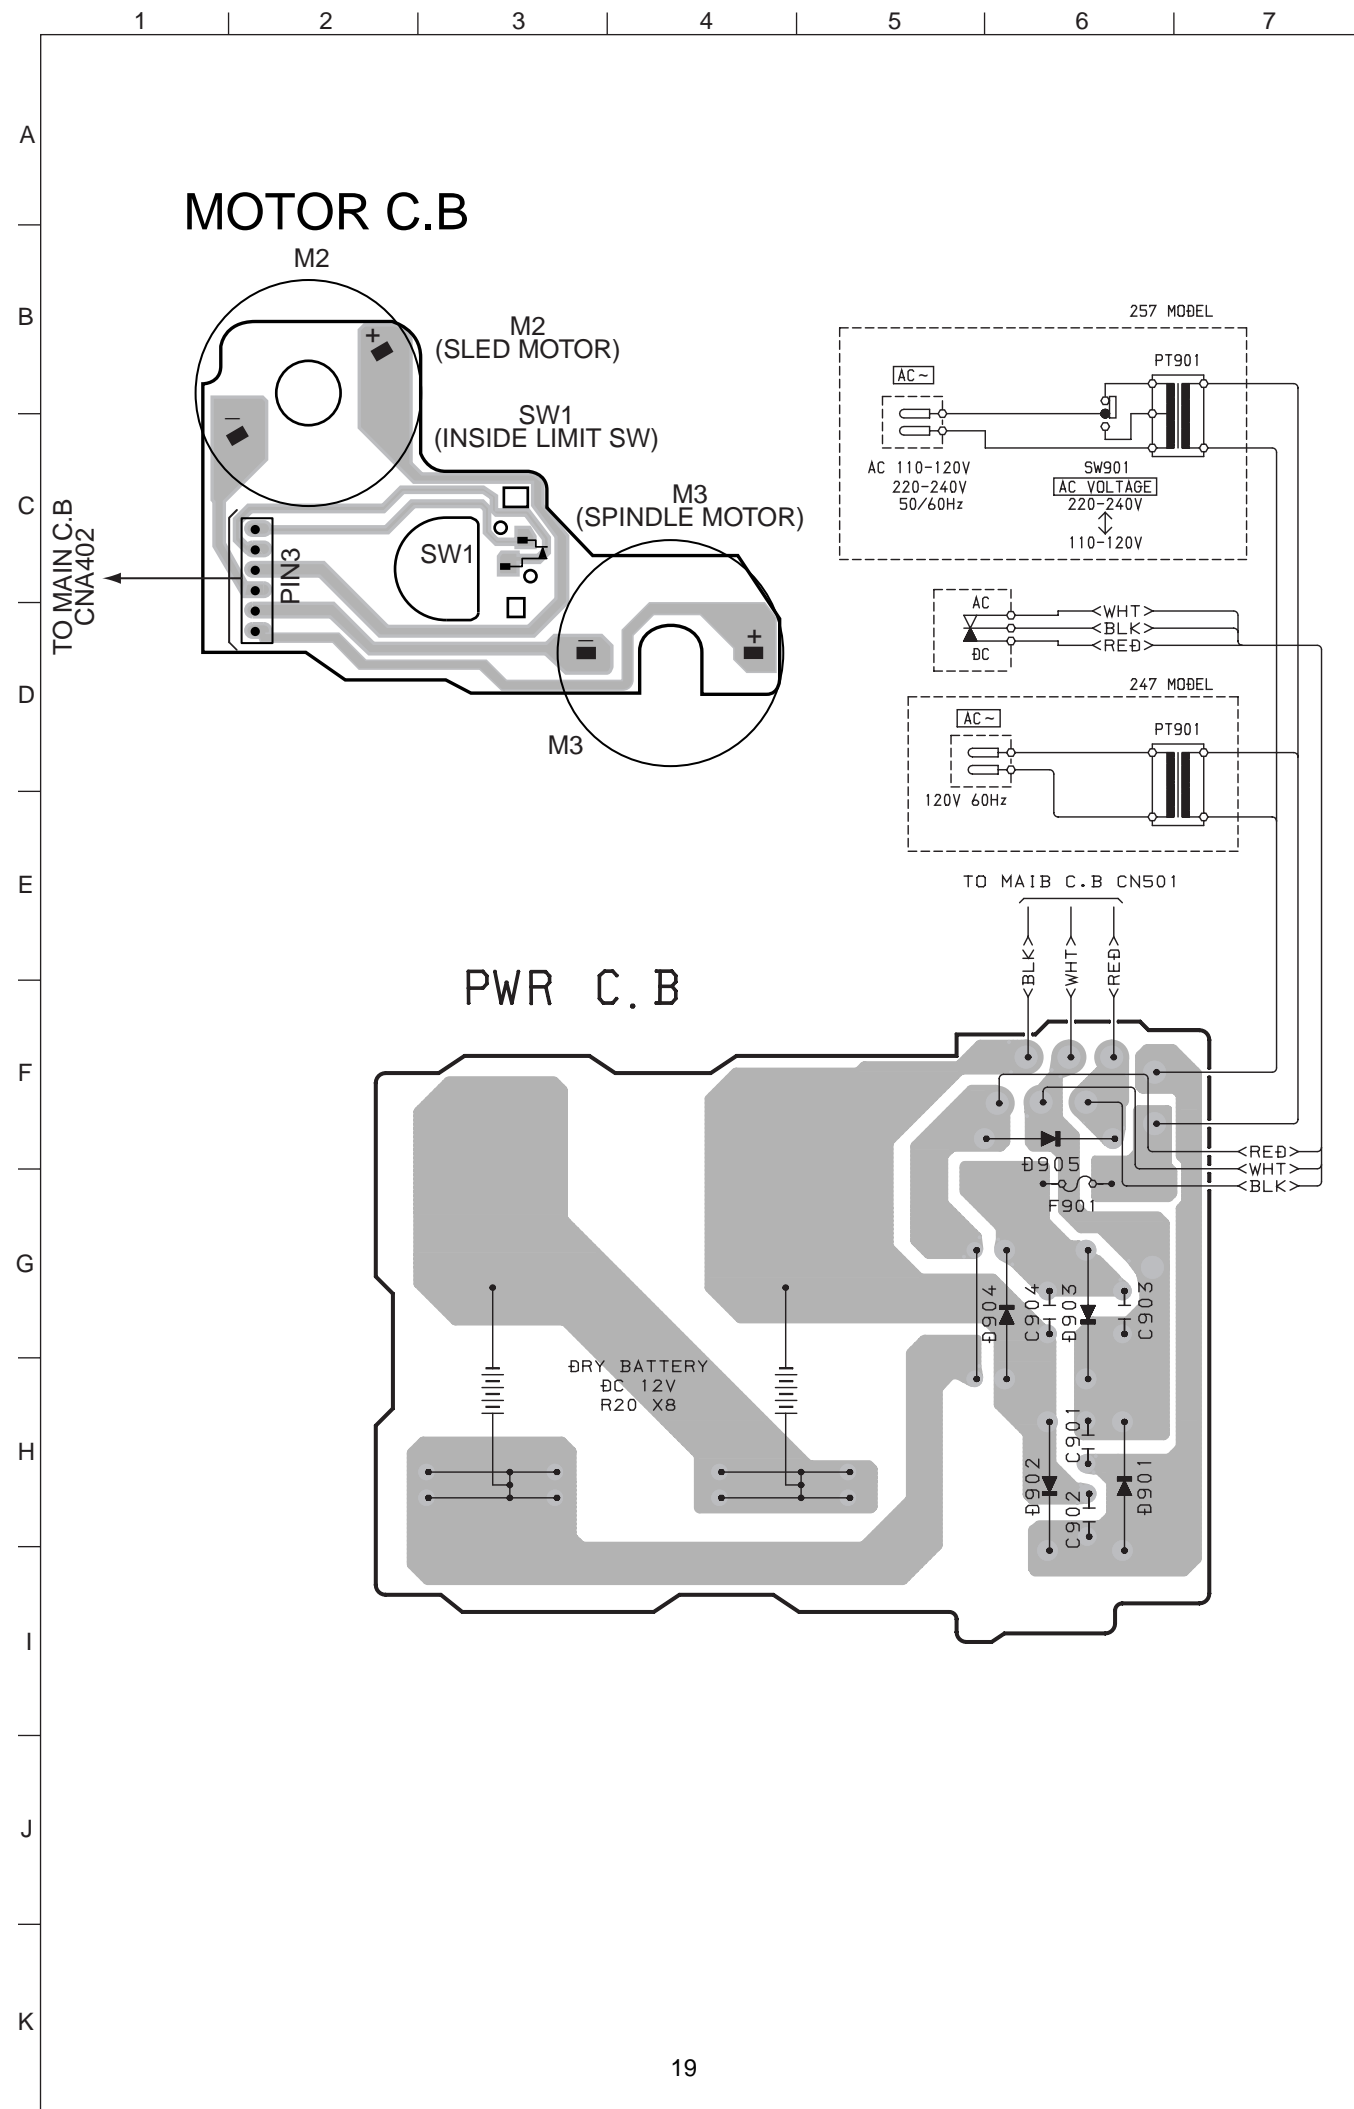 1 2 3 4 5 6 7
A
MOTOR C.B
M2
B
M2
(SLED MOTOR)
+
–
SW1
(INSIDE LIMIT SW)
257 MODEL
PT901
AC ~
AC 110-120V
220-240V
50/60Hz
SW901
AC VOLTAGE
220-240V
110-120V
C
TO MAIN C.B
CNA402
PIN3
SW1
M3
(SPINDLE MOTOR)
–
+
M3
AC
DC
<WHT>
<BLK>
<RED>
D
247 MODEL
AC ~
PT901
120V 60Hz
E
TO MAIB C.B CN501
<BLK>
<WHT>
<RED>
PWR C.B
F
D905
F901
<RED>
<WHT>
<BLK>
G
D904
C904
D903
C903
DRY BATTERY
DC 12V
R20 X8
H
D902
C901
C902
D901
I
J
K
19